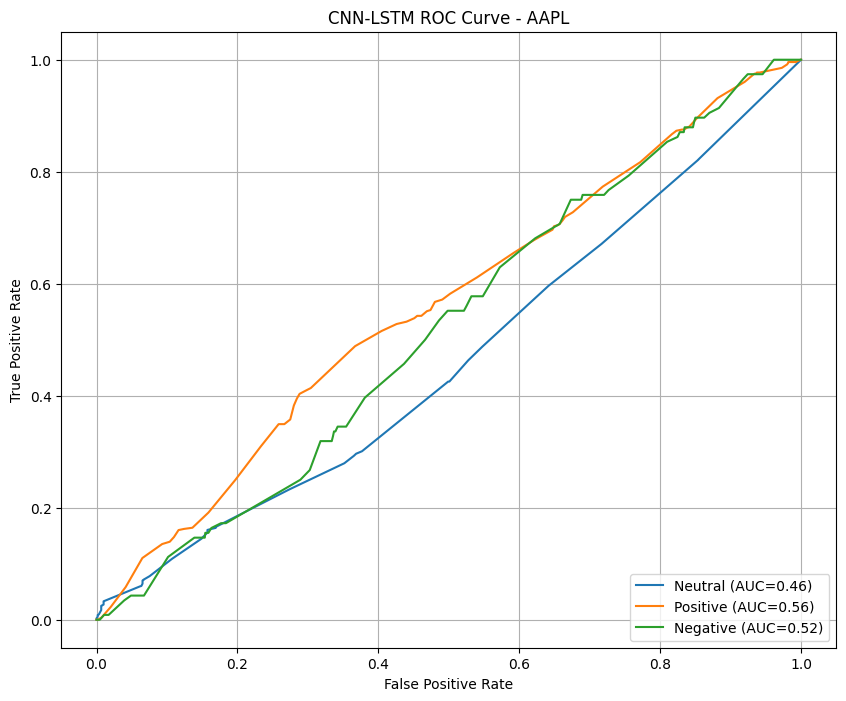 CNN-LSTM ROC Curve - AAPL
True Positive Rate
1.0
0.8
0.6
0.4
0.2
0.0
Neutral (AUC=0.46)
Positive (AUC=0.56)
Negative (AUC=0.52)
0.0 0.2 0.4 0.6 0.8 1.0
False Positive Rate